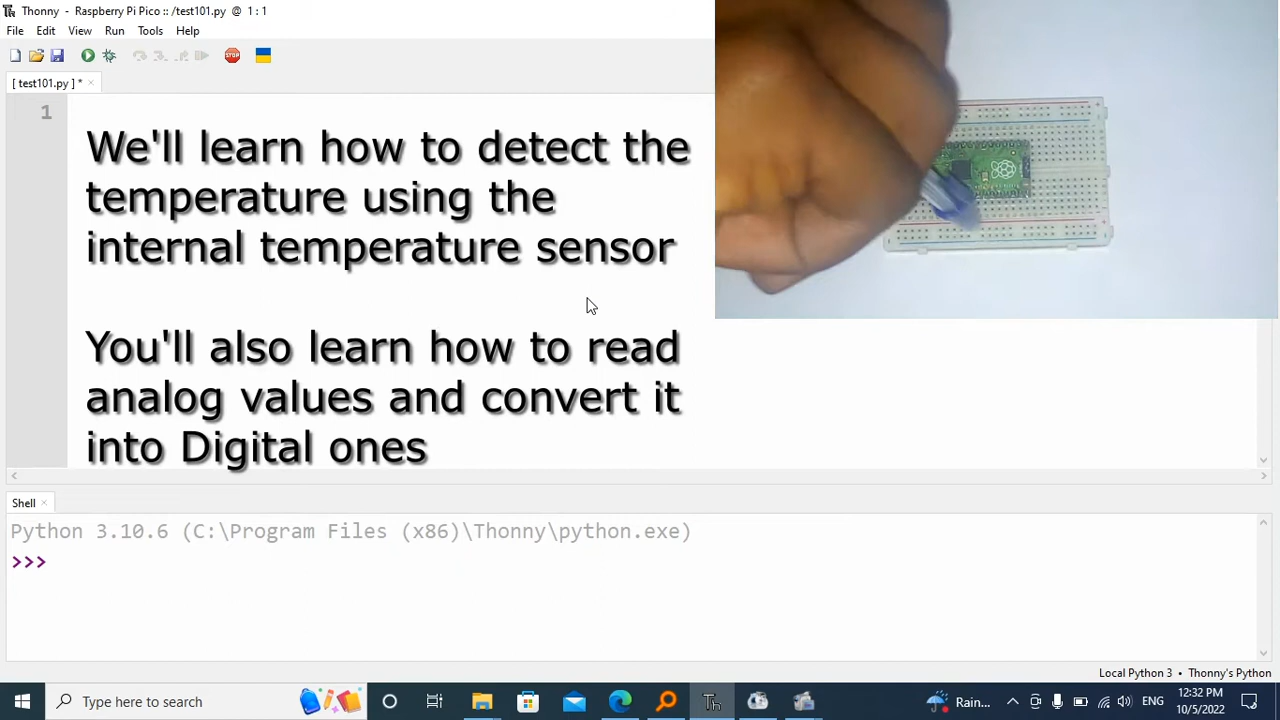 Thonny - Raspberry Pi Pico :: /test101.py @ 1 : 1
File Edit View Run Tools Help
STOP
[ test101.py ] *
1
We'll learn how to detect the
temperature using the
internal temperature sensor
You'll also learn how to read
analog values and convert it
into Digital ones
Shell
Python 3.10.6 (C:\Program Files (x86)\Thonny\python.exe)
>>>
Local Python 3 • Thonny's Python
Type here to search
Rain...
ENG
12:32 PM
10/5/2022